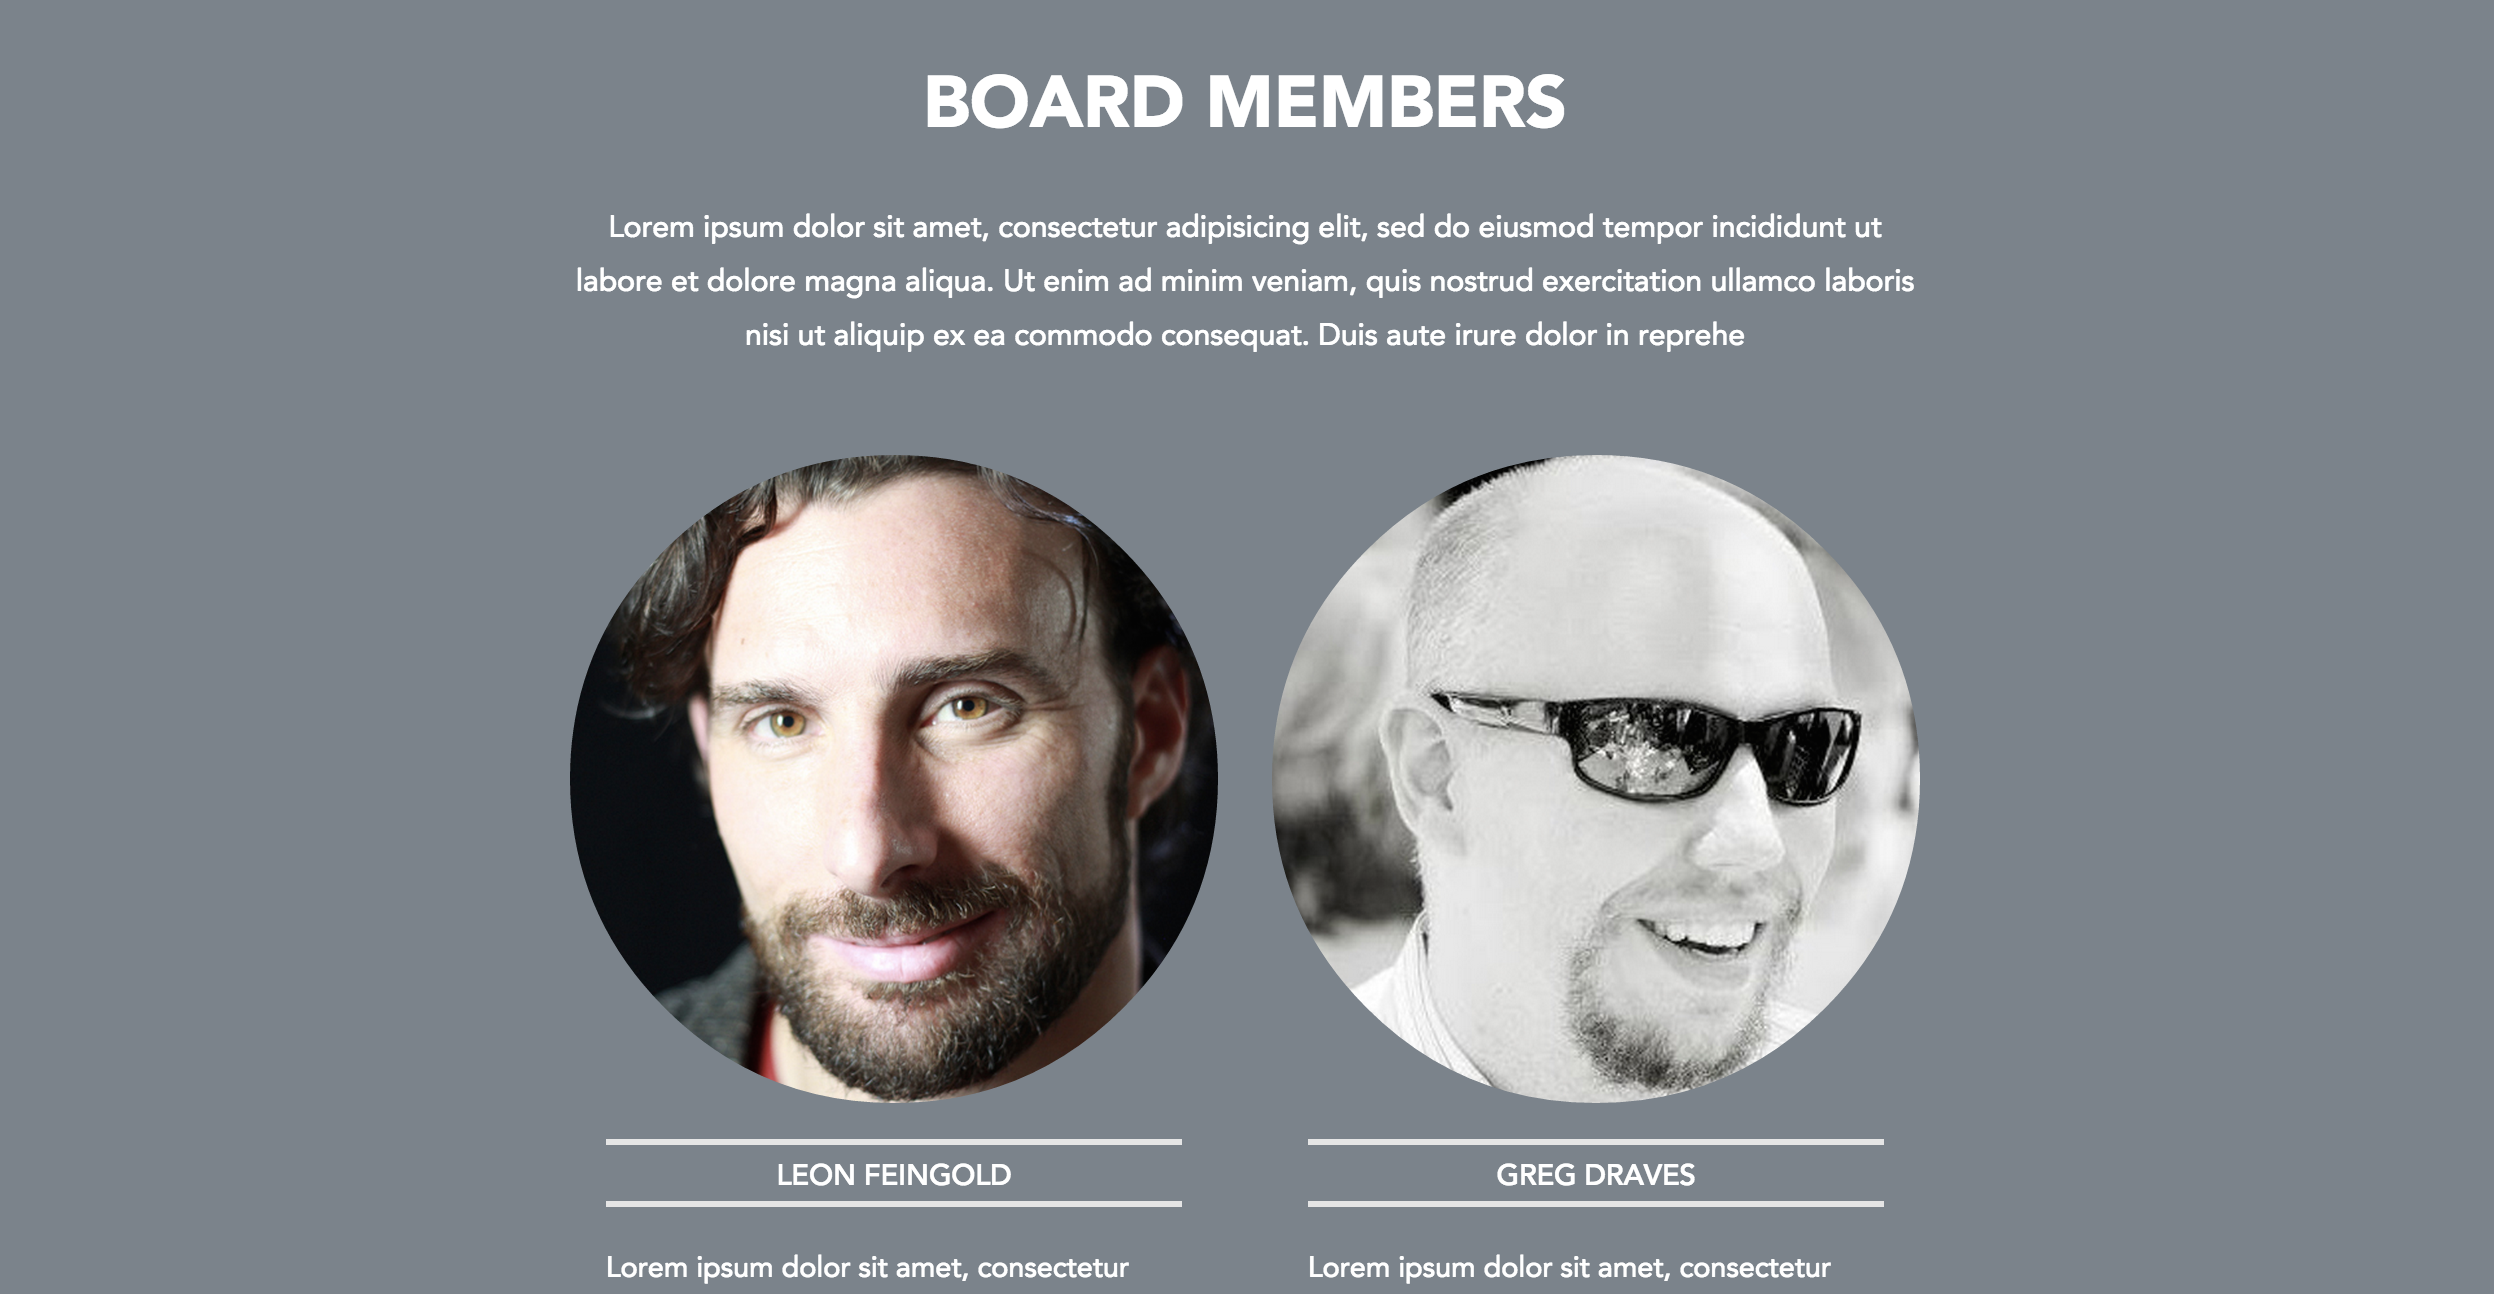 BOARD MEMBERS
Lorem ipsum dolor sit amet, consectetur adipisicing elit, sed do eiusmod tempor incididunt ut
labore et dolore magna aliqua. Ut enim ad minim veniam, quis nostrud exercitation ullamco laboris
nisi ut aliquip ex ea commodo consequat. Duis aute irure dolor in reprehe
LEON FEINGOLD
Lorem ipsum dolor sit amet, consectetur
GREG DRAVES
Lorem ipsum dolor sit amet, consectetur